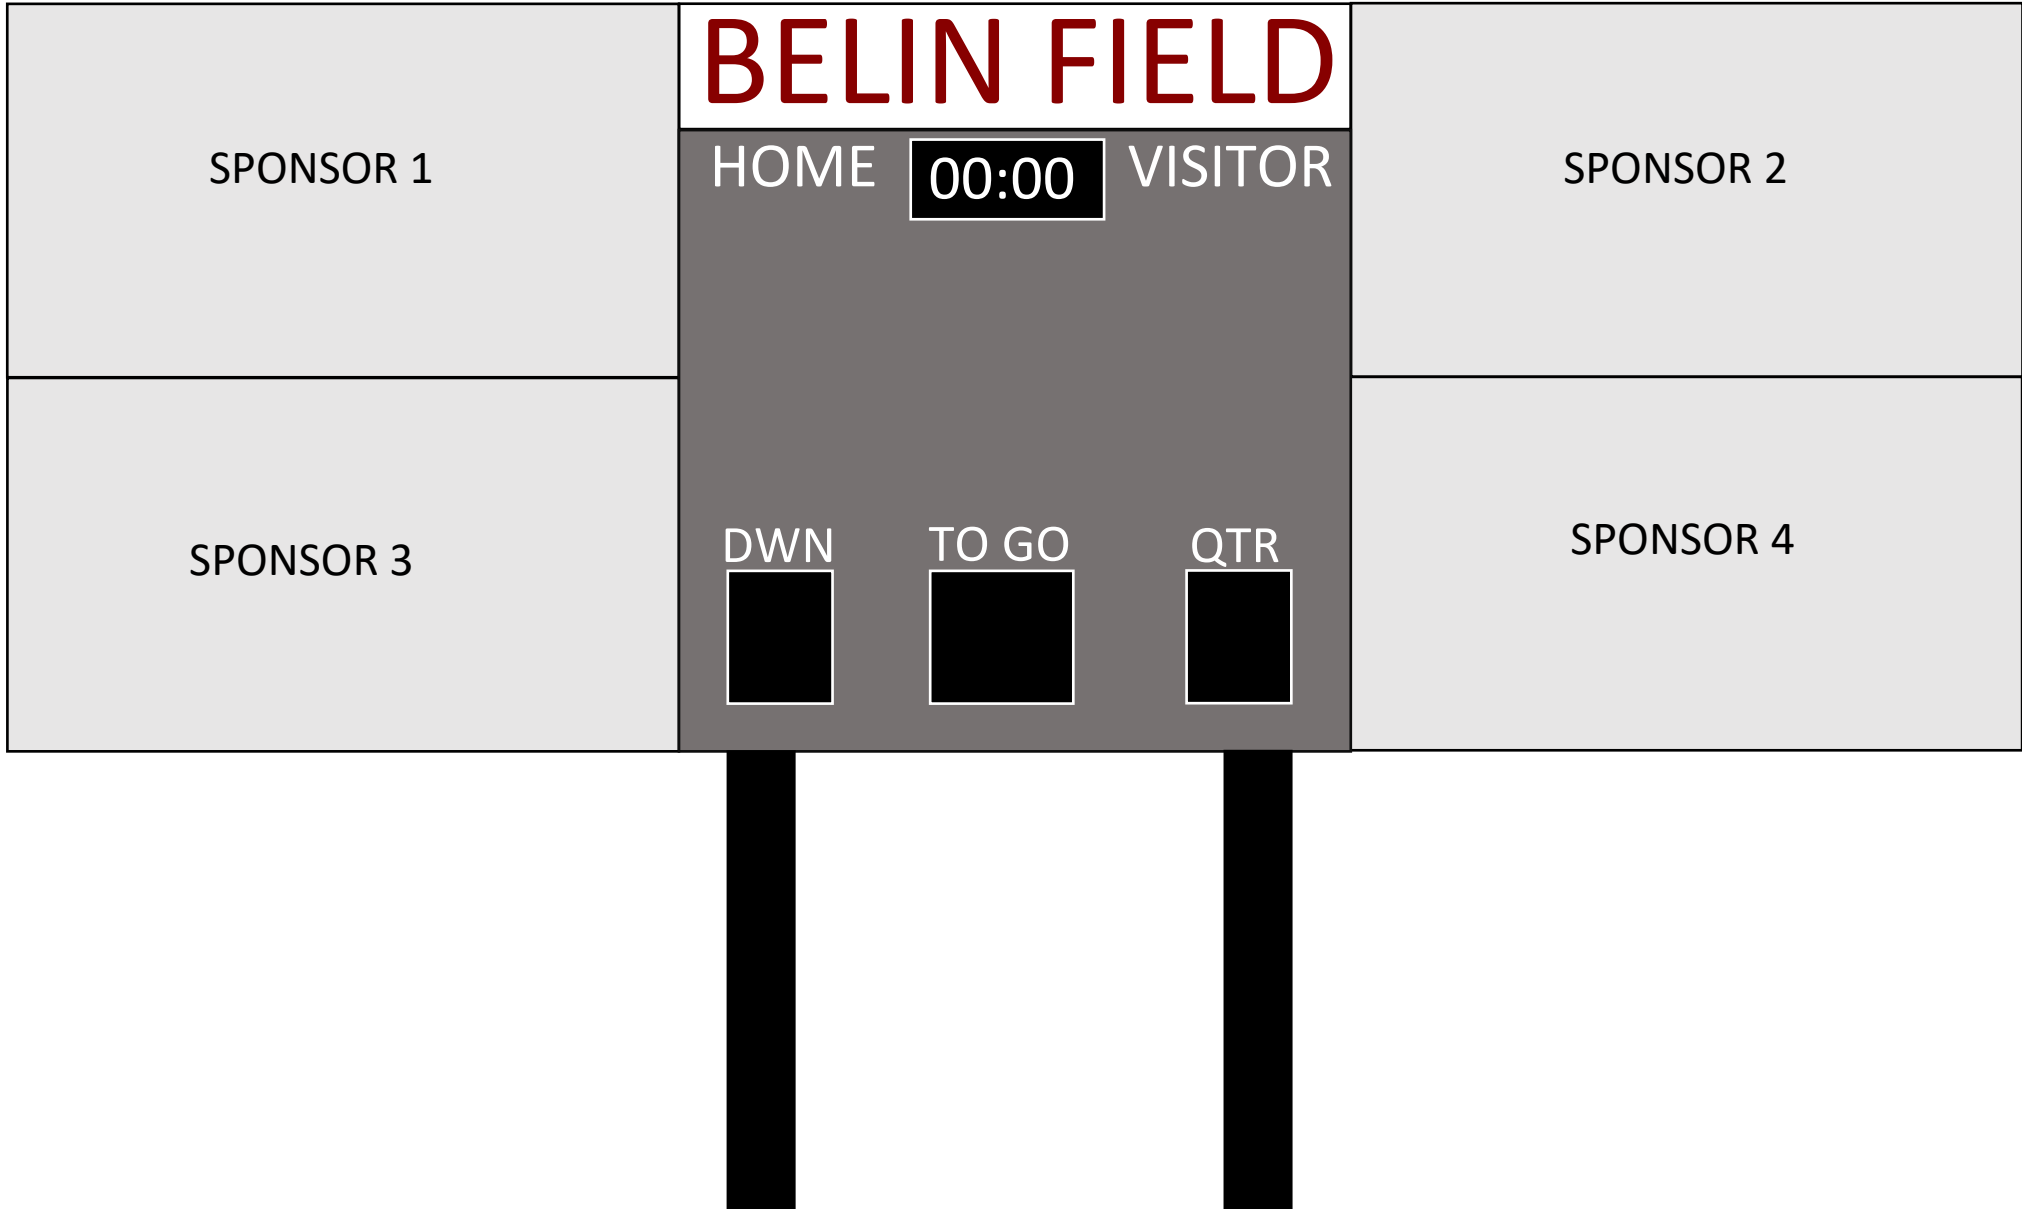 BELIN FIELD
SPONSOR 1
HOME 00:00 VISITOR
SPONSOR 2
SPONSOR 3
DWN TO GO QTR
SPONSOR 4